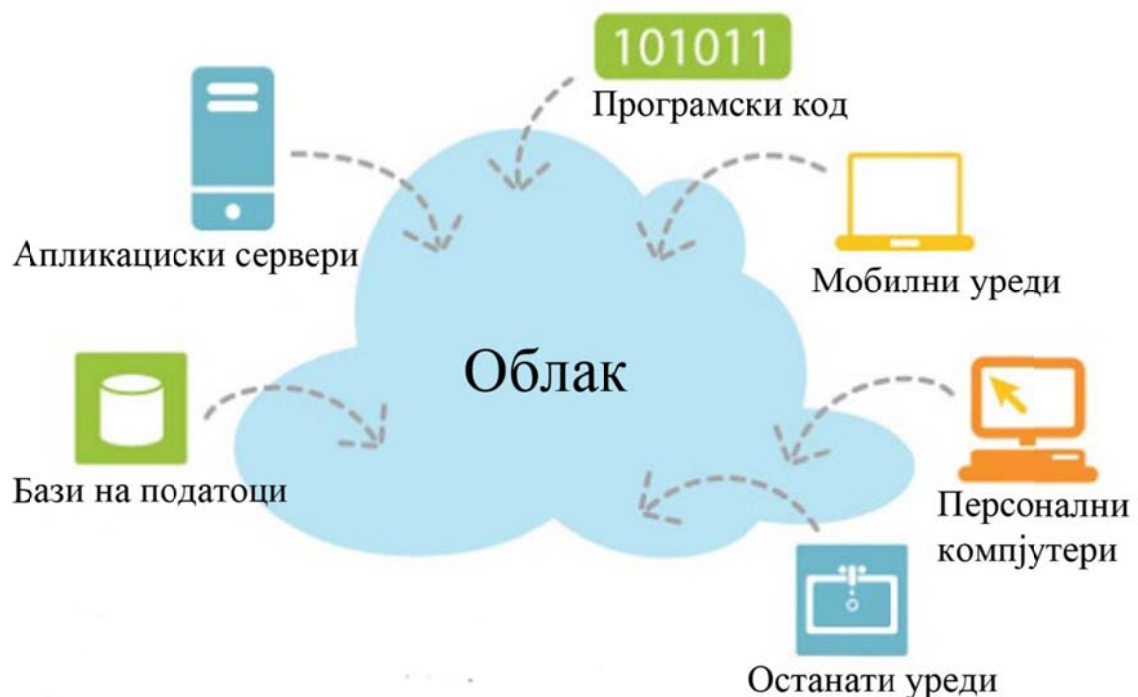 101011
Програмски код
Апликациски сервери
Мобилни уреди
Облак
Бази на податоци
Персонални
компјутери
Останати уреди